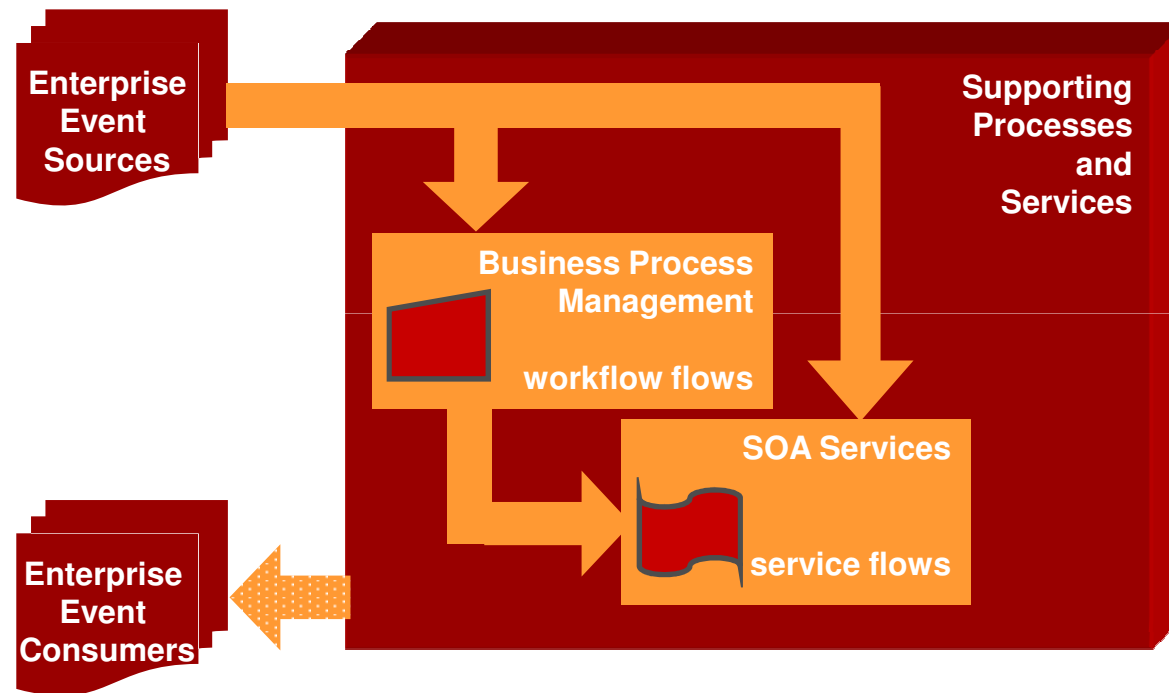 Enterprise
Event
Sources
Supporting
Processes
and
Services
Business Process
Management
workflow flows
SOA Services
service flows
Enterprise
Event
Consumers